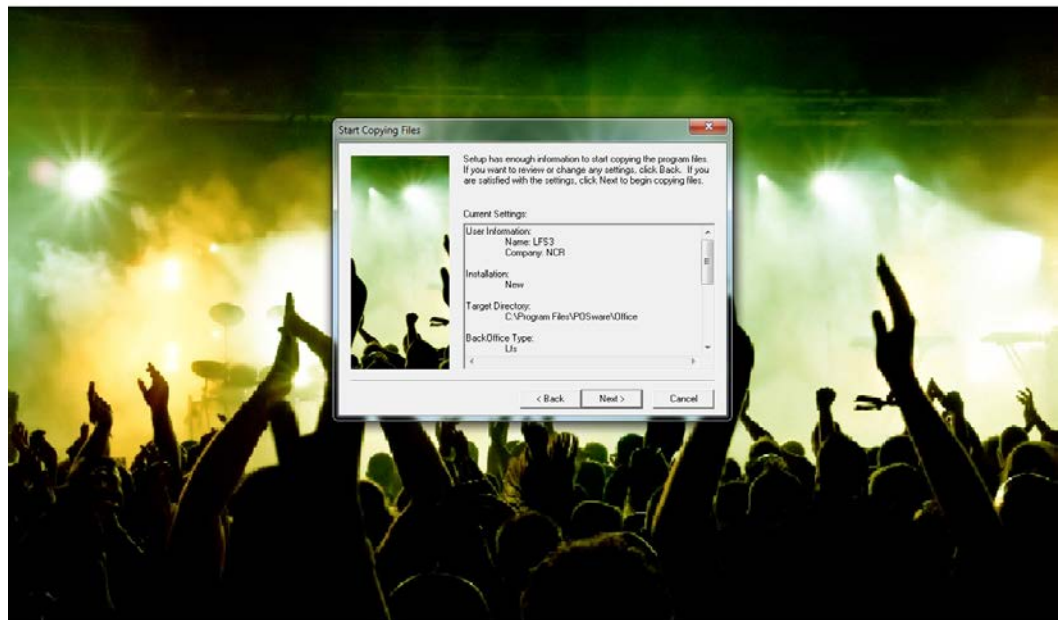 Start Copying Files
Setup has enough information to start copying the program files.
If you want to review or change any settings, click Back. If you
are satisfied with the settings, click Next to begin copying files.
Current Settings:
User Information:
Name: LFS3
Company: NCR
Installation:
New
Target Directory:
C:\Program Files\POSware\Office
BackOffice Type:
Lfs
< Back
Next >
Cancel